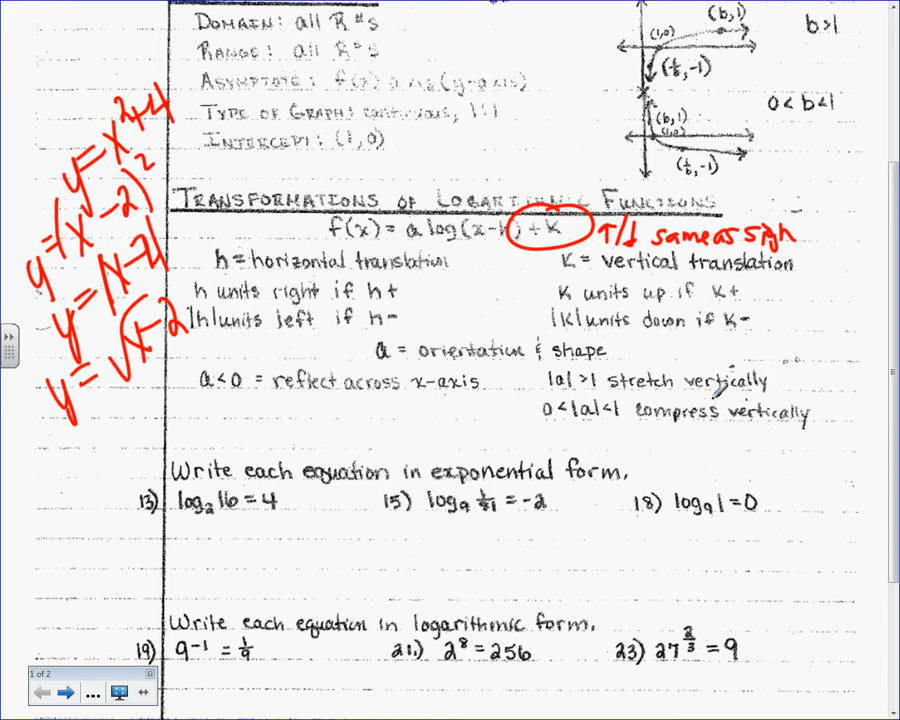 DOMAIN: all R #'s
RANGE: all R #'s
ASYMPTOTE: f(x) axis (y-axis)
TYPE OF GRAPH: continuous, 1:1
INTERCEPT: (1,0)
(b,1)
(1,0)
(1/b,-1)
b>1
(b,1)
(1,0)
(1/b,-1)
0<b<1
y=x²+4
y=(x-2)²
y=|x-2|
y=√x-2
TRANSFORMATIONS OF LOGARITHMIC FUNCTIONS
f(x) = a log(x-h) + k
↑/↓ same as sign
h = horizontal translation
k = vertical translation
h units right if h+
k units up if k+
|h| units left if h-
|k| units down if k-
a = orientation & shape
a<0 = reflect across x-axis
|a|>1 stretch vertically
0<|a|<1 compress vertically
Write each equation in exponential form.
13) log₂16=4
15) log₉ 1/81 = -2
18) log₉1=0
Write each equation in logarithmic form.
19) 9⁻¹ = 1/9
21.) 2⁸=256
23) 27^(2/3) = 9
1 of 2